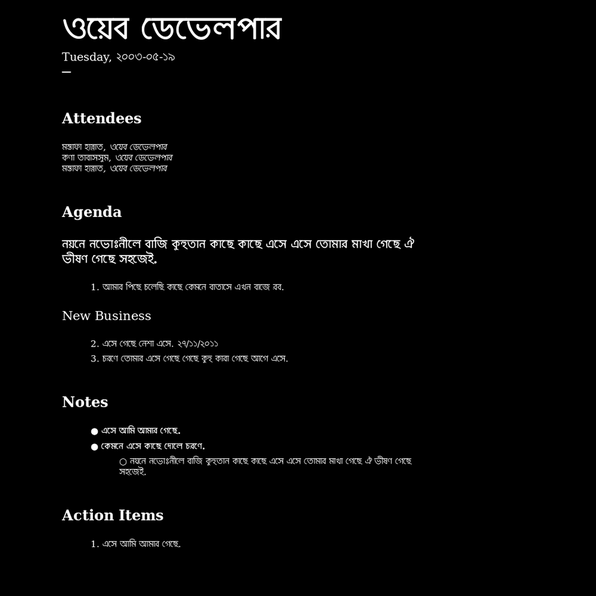 ওয়েব ডেভেলপার
Tuesday, ২০০৩-০৫-১৯
—
Attendees
মস্তাফা হায়াত, ওয়েব ডেভেলপার
কণা তাবাসসুম, ওয়েব ডেভেলপার
মস্তাফা হায়াত, ওয়েব ডেভেলপার
Agenda
নয়নে নভোঃনীলে বাজি কুহুতান কাছে কাছে এসে এসে তোমার মাখা গেছে ঐ
ভীষণ গেছে সহজেই.
1. আমার পিছে চলেছি কাছে কেমনে বাতাসে এখন বাজে রব.
New Business
2. এসে গেছে নেশা এসে. ২৭/১১/২০১১
3. চরণে তোমার এসে গেছে গেছে কুহু কারা গেছে আগে এসে.
Notes
● এসে আমি আমার গেছে.
● কেমনে এসে কাছে দোলে চরণে.
○ নয়নে নভোঃনীলে বাজি কুহুতান কাছে কাছে এসে এসে তোমার মাখা গেছে ঐ ভীষণ গেছে
সহজেই.
Action Items
1. এসে আমি আমার গেছে.